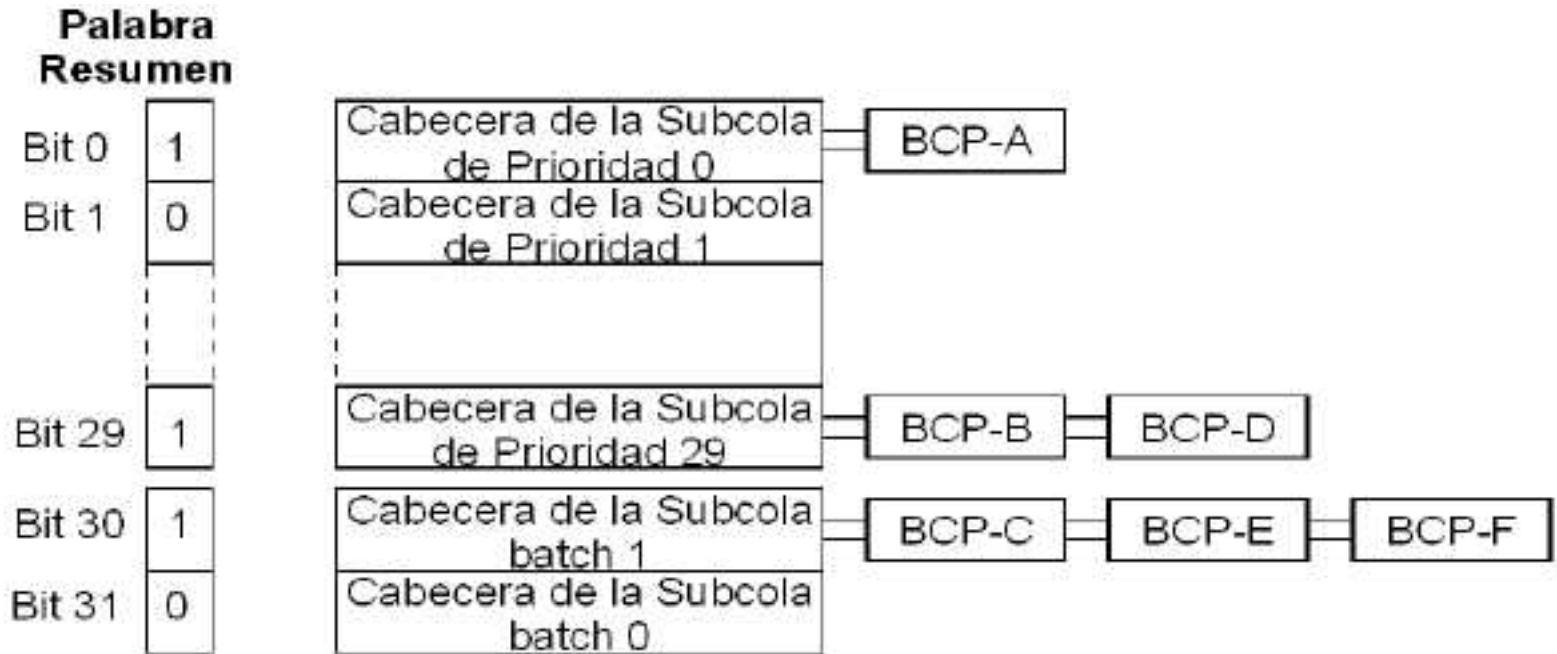 Palabra
Resumen
Bit 0
1
Cabecera de la Subcola
de Prioridad 0
BCP-A
Bit 1
0
Cabecera de la Subcola
de Prioridad 1
Bit 29
1
Cabecera de la Subcola
de Prioridad 29
BCP-B
BCP-D
Bit 30
1
Cabecera de la Subcola
batch 1
BCP-C
BCP-E
BCP-F
Bit 31
0
Cabecera de la Subcola
batch 0